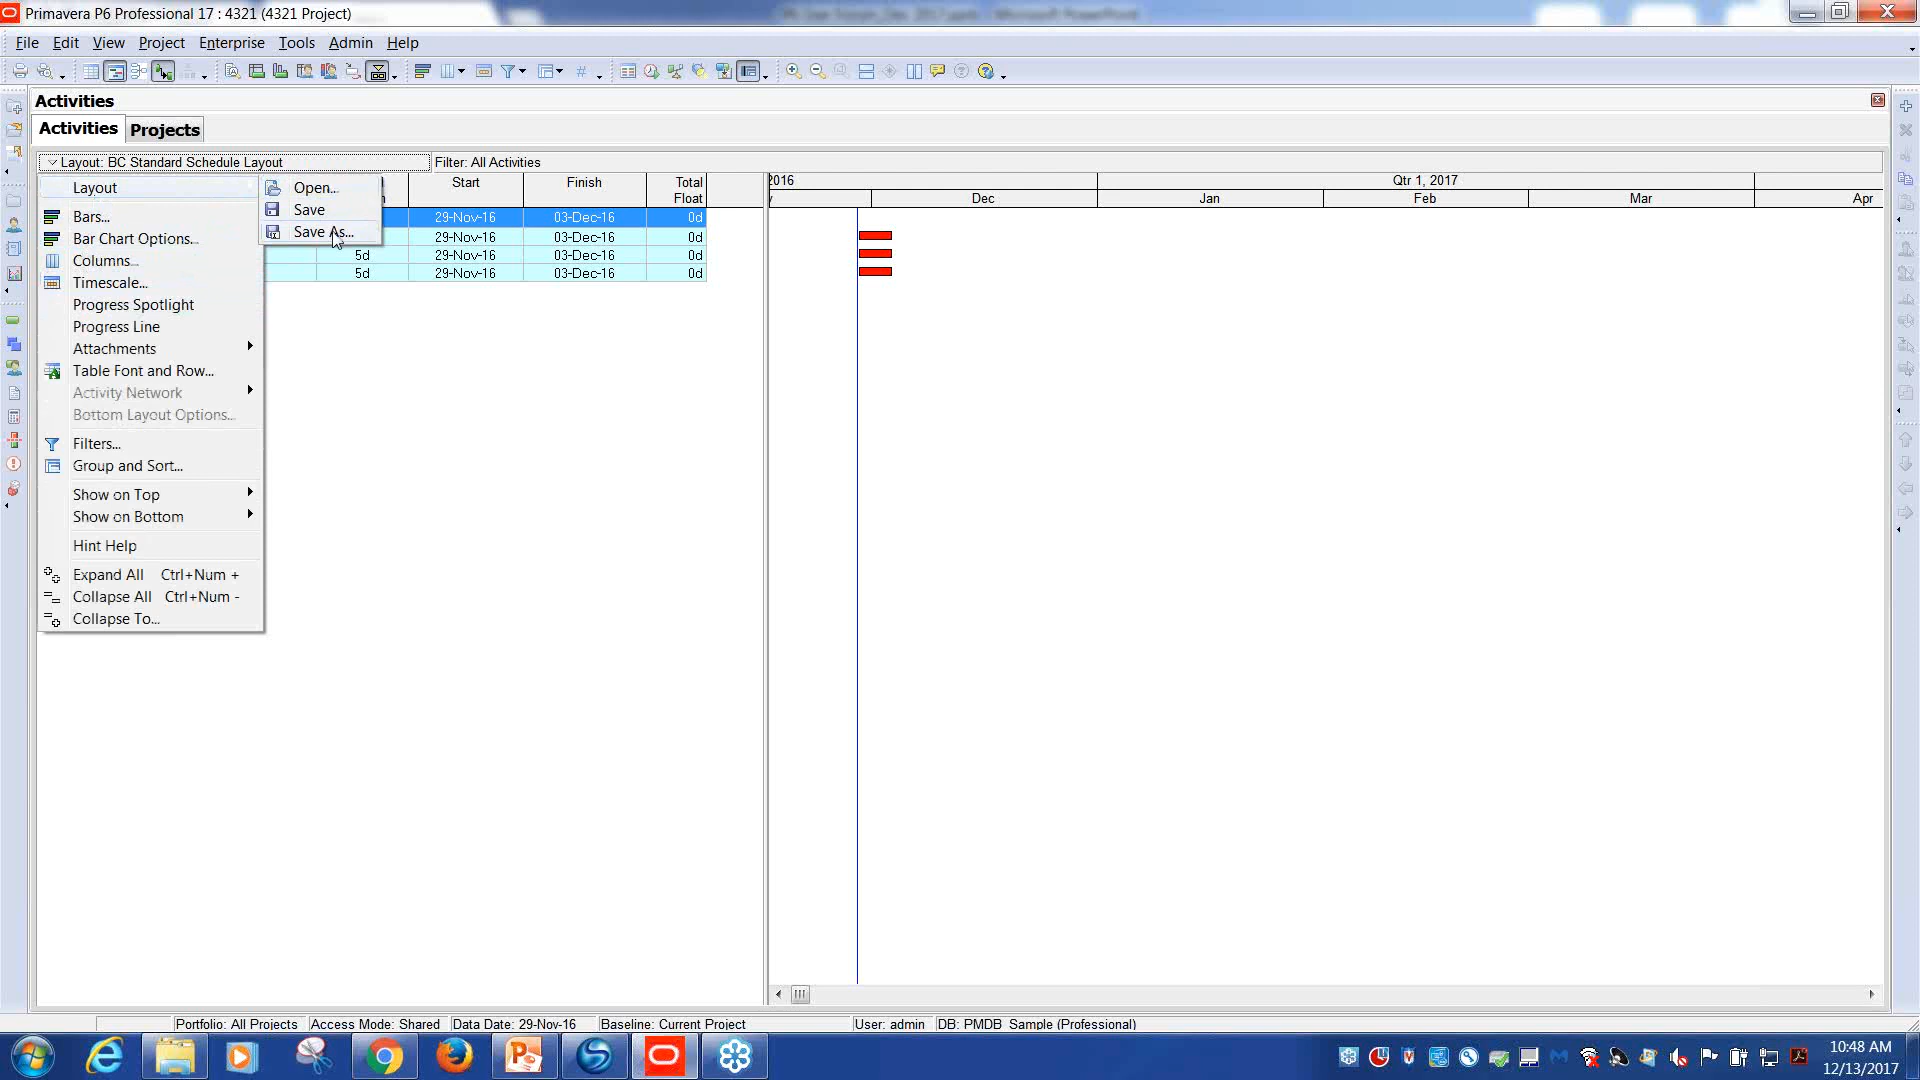 Primavera P6 Professional 17 : 4321 (4321 Project)
File Edit View Project Enterprise Tools Admin Help
Activities
Activities Projects
Layout: BC Standard Schedule Layout Filter: All Activities
Start Finish Total Float
2016 Qtr 1, 2017
Dec Jan Feb Mar Apr
29-Nov-16 03-Dec-16 0d
29-Nov-16 03-Dec-16 0d
5d 29-Nov-16 03-Dec-16 0d
5d 29-Nov-16 03-Dec-16 0d
Layout
Open...
Save
Save As...
Bars...
Bar Chart Options...
Columns...
Timescale...
Progress Spotlight
Progress Line
Attachments
Table Font and Row...
Activity Network
Bottom Layout Options...
Filters...
Group and Sort...
Show on Top
Show on Bottom
Hint Help
Expand All Ctrl+Num +
Collapse All Ctrl+Num -
Collapse To...
Portfolio: All Projects Access Mode: Shared Data Date: 29-Nov-16 Baseline: Current Project User: admin DB: PMDB Sample (Professional)
10:48 AM
12/13/2017